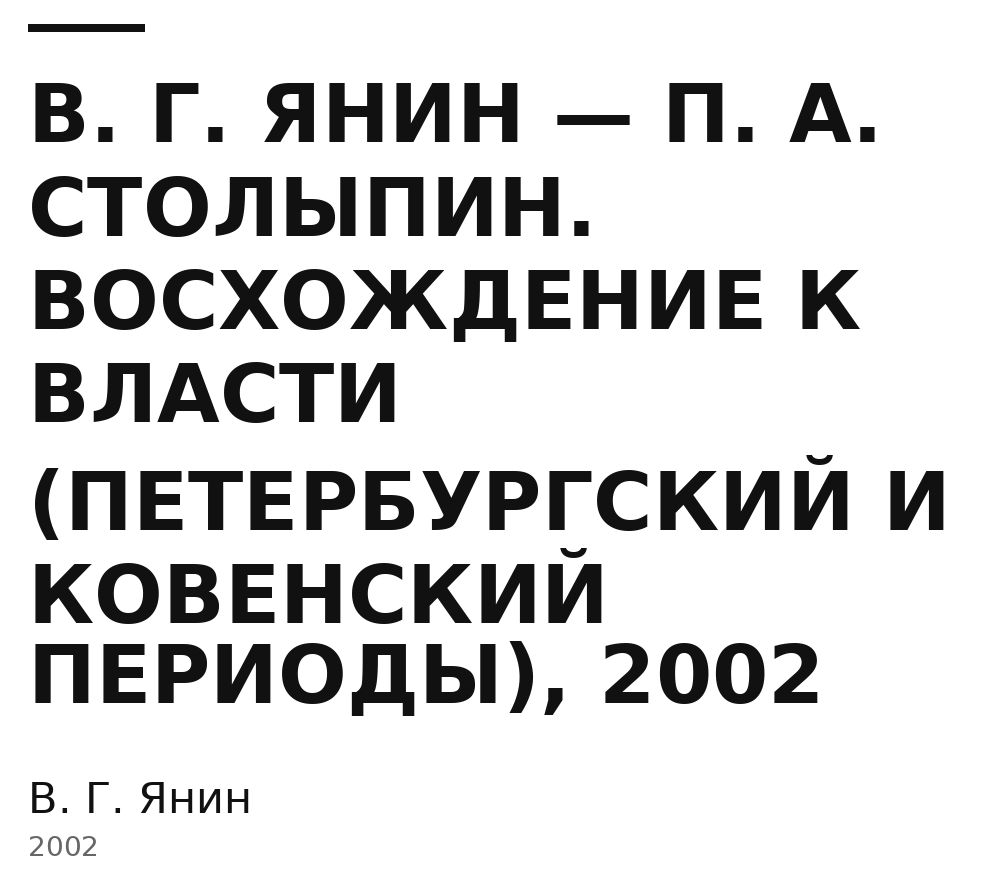 В. Г. ЯНИН — П. А.
СТОЛЫПИН.
ВОСХОЖДЕНИЕ К
ВЛАСТИ
(ПЕТЕРБУРГСКИЙ И
КОВЕНСКИЙ
ПЕРИОДЫ), 2002
В. Г. Янин
2002